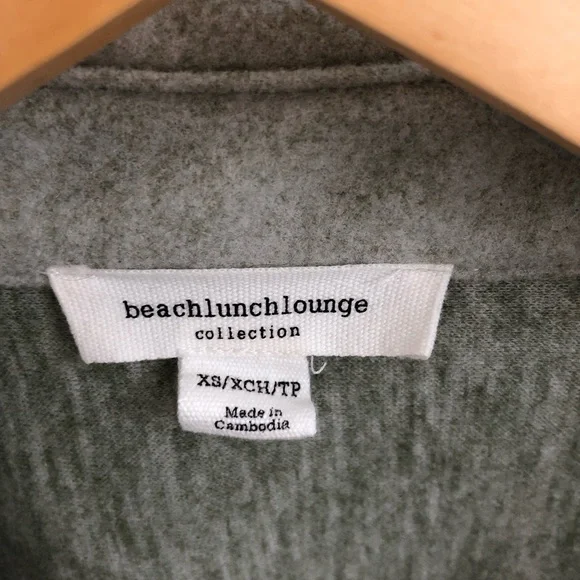 beachlunchlounge
collection
XS/XCH/TP
Made in
Cambodia